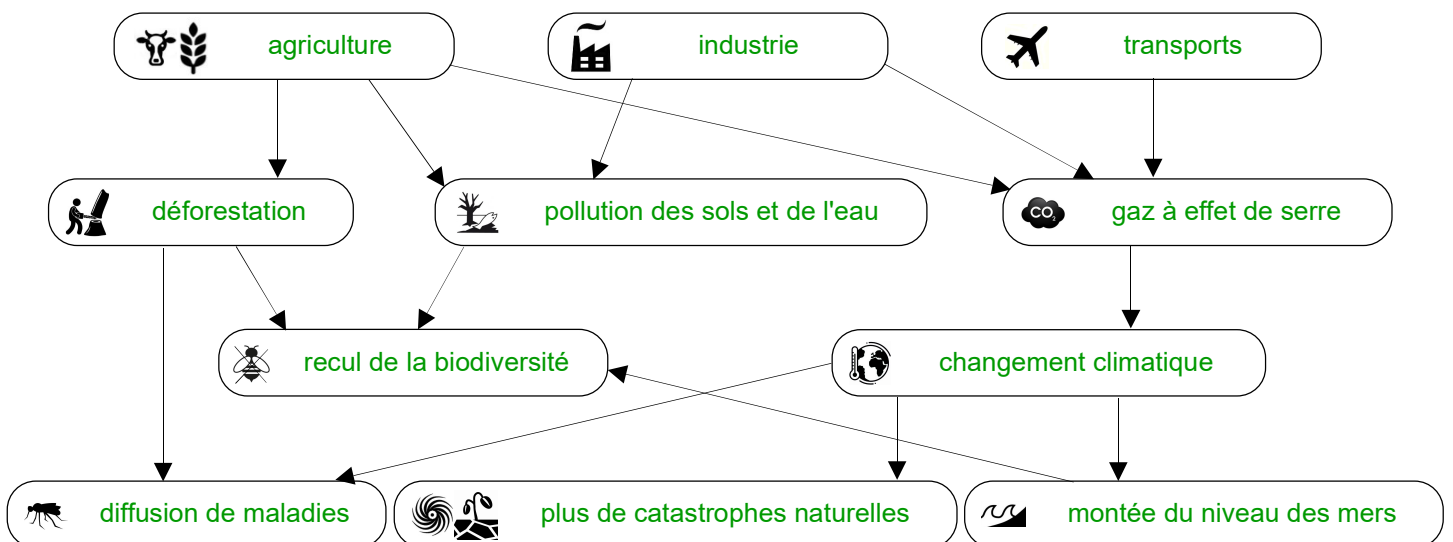 agriculture
industrie
transports
déforestation
pollution des sols et de l'eau
CO2
gaz à effet de serre
recul de la biodiversité
changement climatique
diffusion de maladies
plus de catastrophes naturelles
montée du niveau des mers